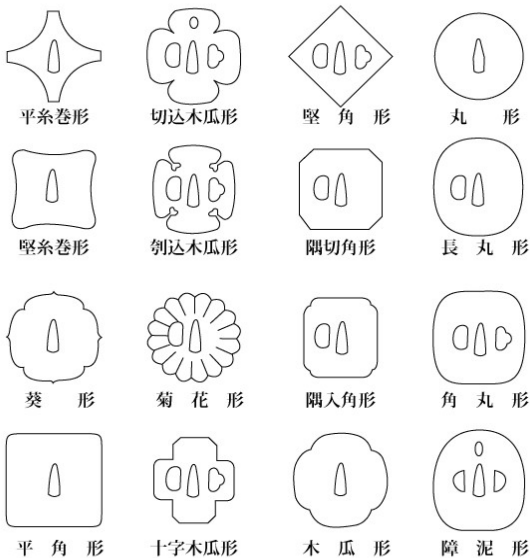 平糸巻形 切込木瓜形 堅角形 丸形
堅糸巻形 刳込木瓜形 隅切角形 長丸形
葵形 菊花形 隅入角形 角丸形
平角形 十字木瓜形 木瓜形 障泥形